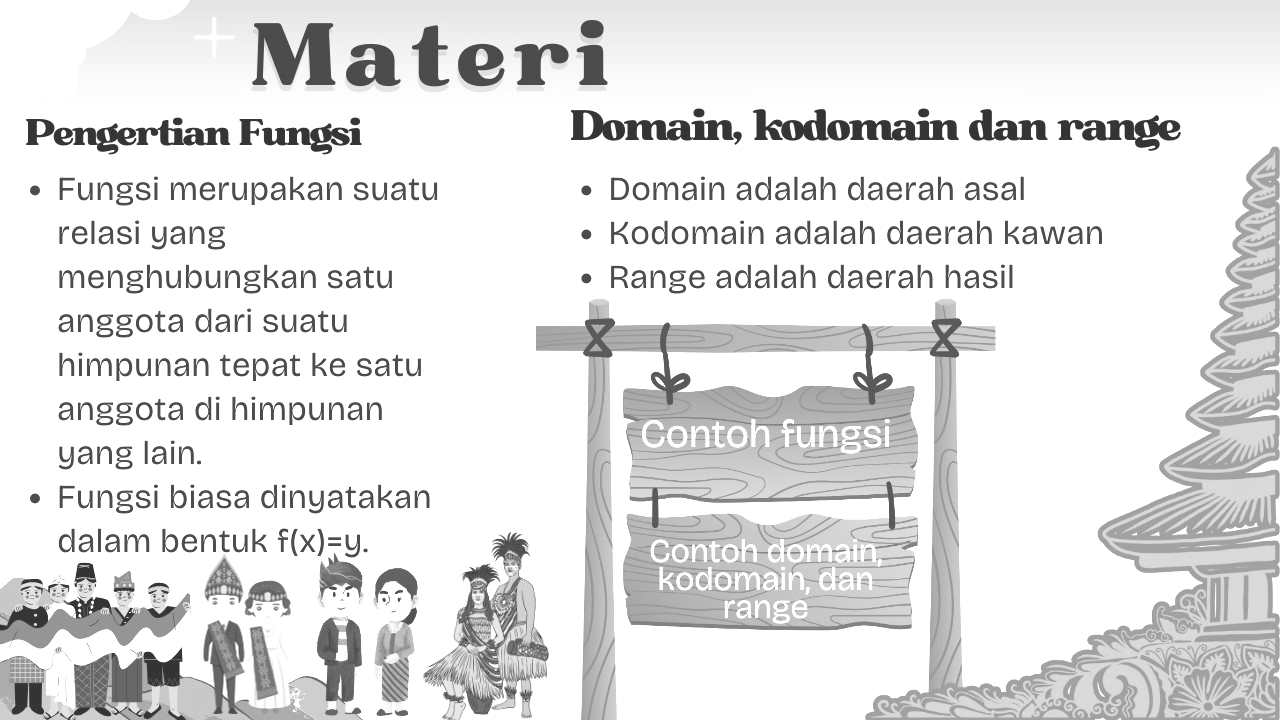 Materi
Pengertian Fungsi
• Fungsi merupakan suatu
relasi yang
menghubungkan satu
anggota dari suatu
himpunan tepat ke satu
anggota di himpunan
yang lain.
• Fungsi biasa dinyatakan
dalam bentuk f(x)=y.
Domain, kodomain dan range
• Domain adalah daerah asal
• Kodomain adalah daerah kawan
• Range adalah daerah hasil
Contoh fungsi
Contoh domain,
kodomain, dan
range